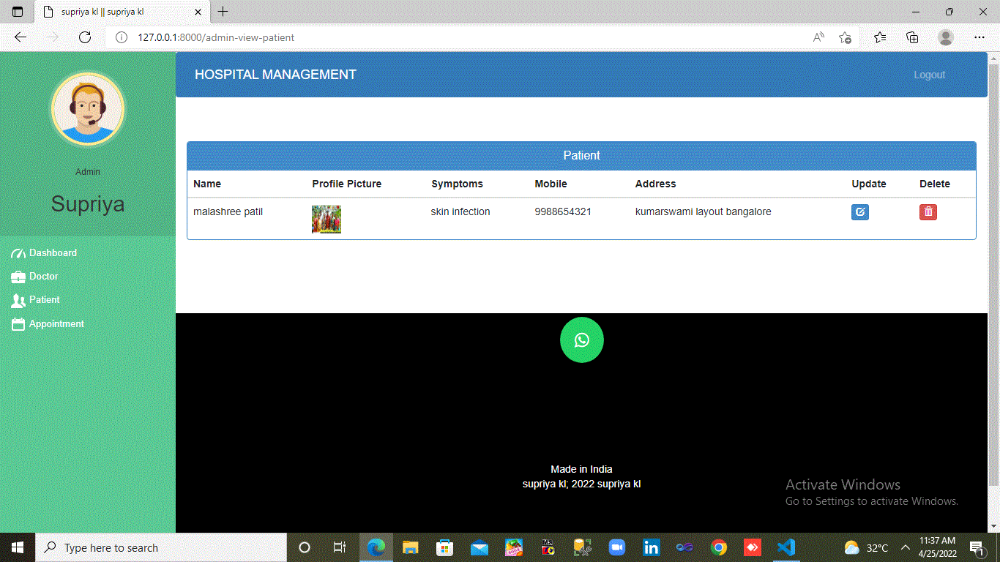 supriya kl || supriya kl
127.0.0.1:8000/admin-view-patient
HOSPITAL MANAGEMENT
Logout
Admin
Supriya
Dashboard
Doctor
Patient
Appointment
Patient
Name Profile Picture Symptoms Mobile Address Update Delete
malashree patil skin infection 9988654321 kumarswami layout bangalore
Made in India
supriya kl; 2022 supriya kl
Activate Windows
Go to Settings to activate Windows.
Type here to search
32°C
11:37 AM
4/25/2022
1